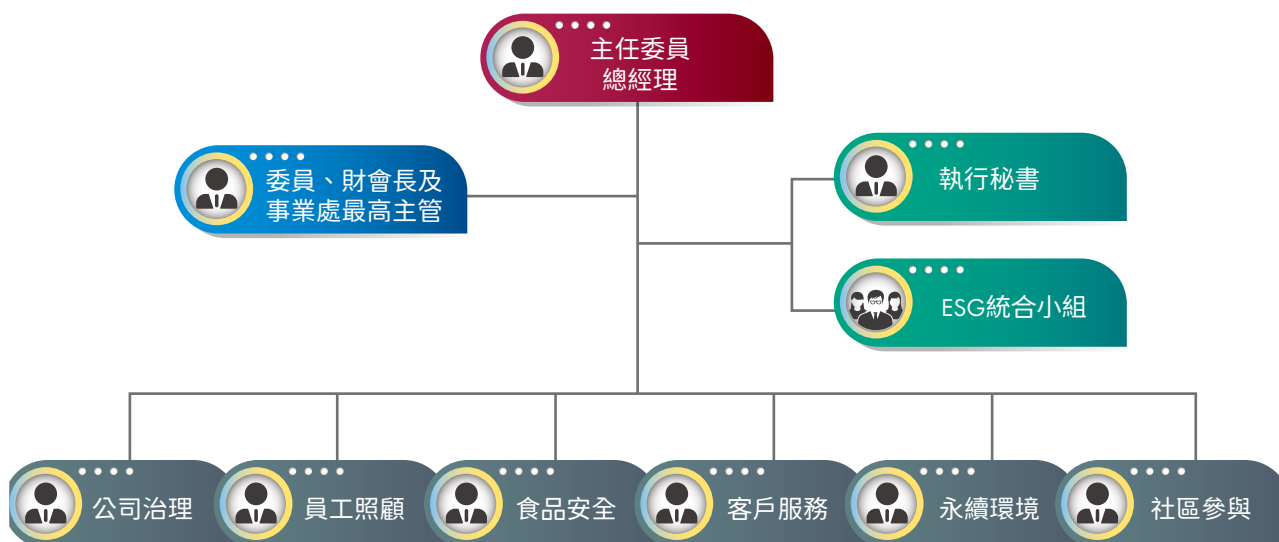 主任委員
總經理
委員、財會長及
事業處最高主管
執行秘書
ESG統合小組
公司治理
員工照顧
食品安全
客戶服務
永續環境
社區參與